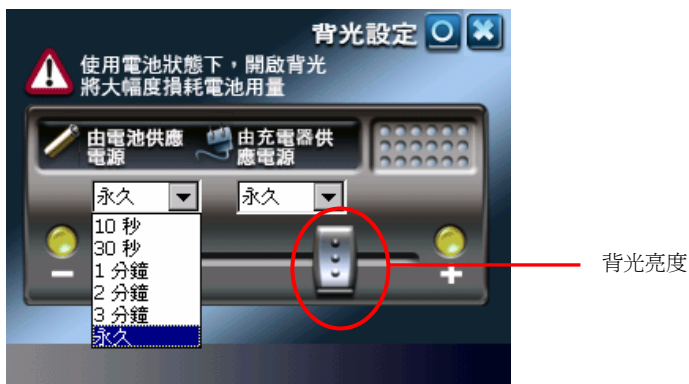 背光設定
使用電池狀態下，開啟背光
將大幅度損耗電池用量
由電池供應
電源
由充電器供
應電源
永久
永久
10 秒
30 秒
1 分鐘
2 分鐘
3 分鐘
永久
背光亮度